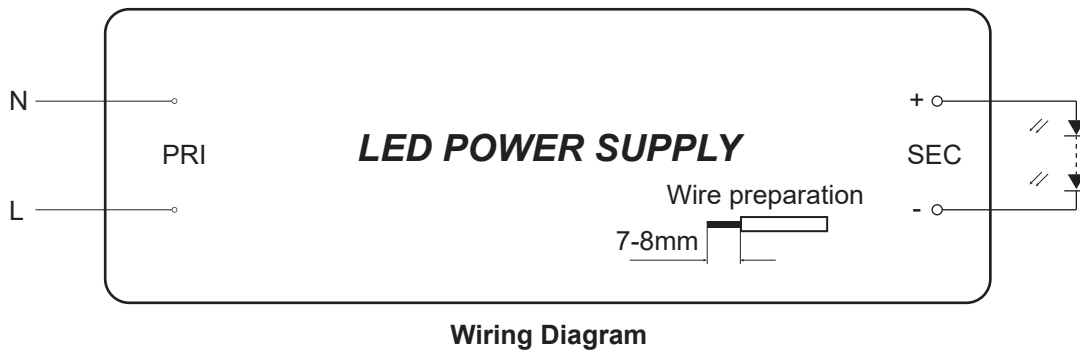 N
+
PRI
LED POWER SUPPLY
SEC
Wire preparation
L
-
7-8mm
Wiring Diagram